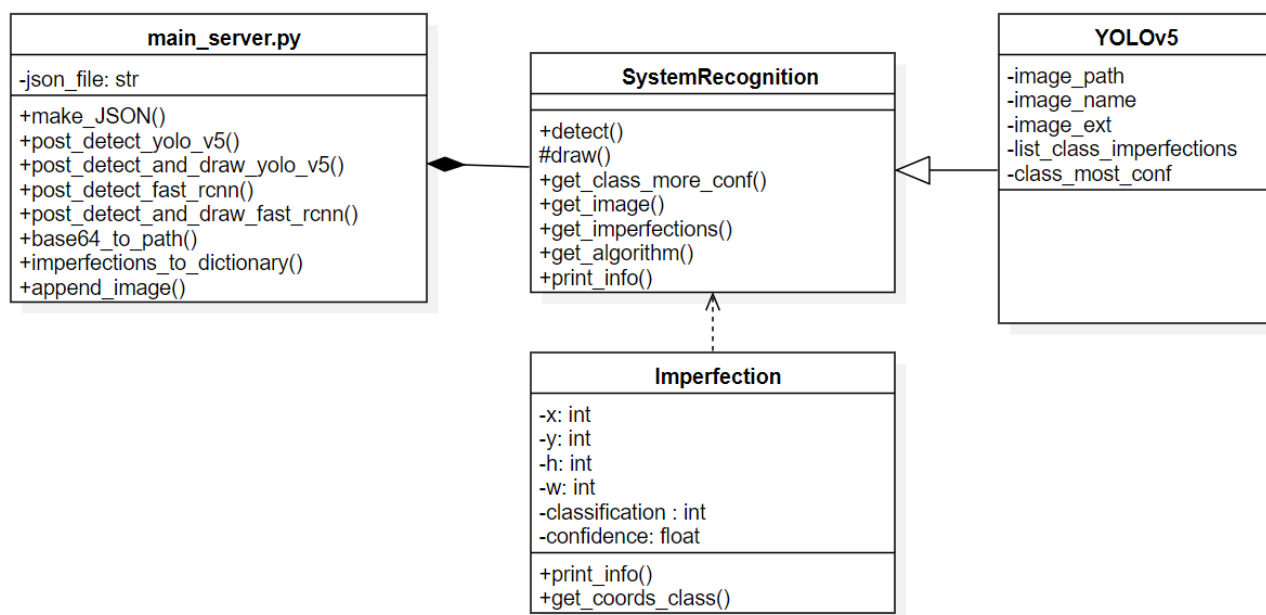 main_server.py
-json_file: str
+make_JSON()
+post_detect_yolo_v5()
+post_detect_and_draw_yolo_v5()
+post_detect_fast_rcnn()
+post_detect_and_draw_fast_rcnn()
+base64_to_path()
+imperfections_to_dictionary()
+append_image()
SystemRecognition
+detect()
#draw()
+get_class_more_conf()
+get_image()
+get_imperfections()
+get_algorithm()
+print_info()
YOLOv5
-image_path
-image_name
-image_ext
-list_class_imperfections
-class_most_conf
Imperfection
-x: int
-y: int
-h: int
-w: int
-classification : int
-confidence: float
+print_info()
+get_coords_class()